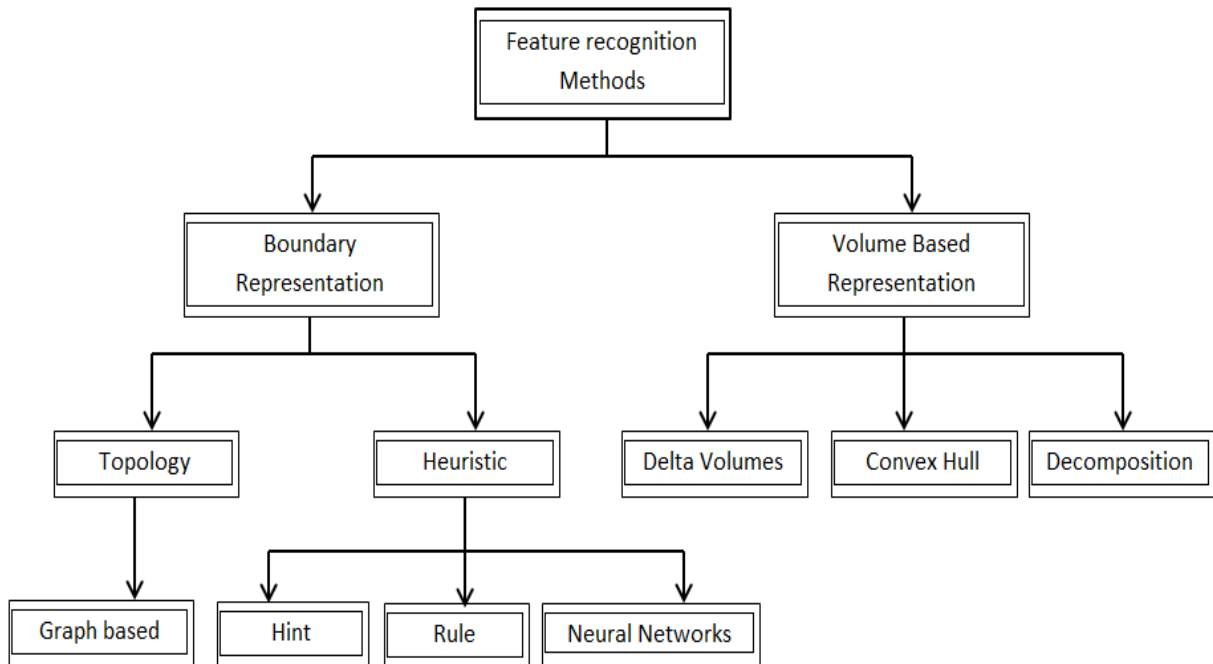 Feature recognition
Methods
Boundary
Representation
Volume Based
Representation
Topology
Heuristic
Delta Volumes
Convex Hull
Decomposition
Graph based
Hint
Rule
Neural Networks